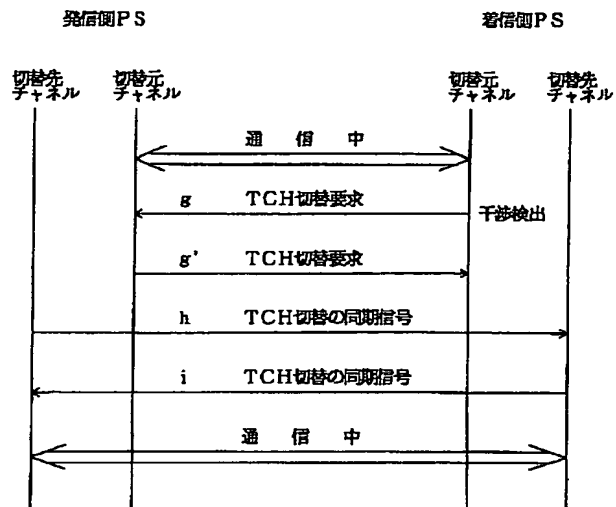 発信側PS
着信側PS
切替先
チャネル
切替元
チャネル
切替元
チャネル
切替先
チャネル
通信中
g TCH切替要求
干渉検出
g' TCH切替要求
h TCH切替の同期信号
i TCH切替の同期信号
通信中